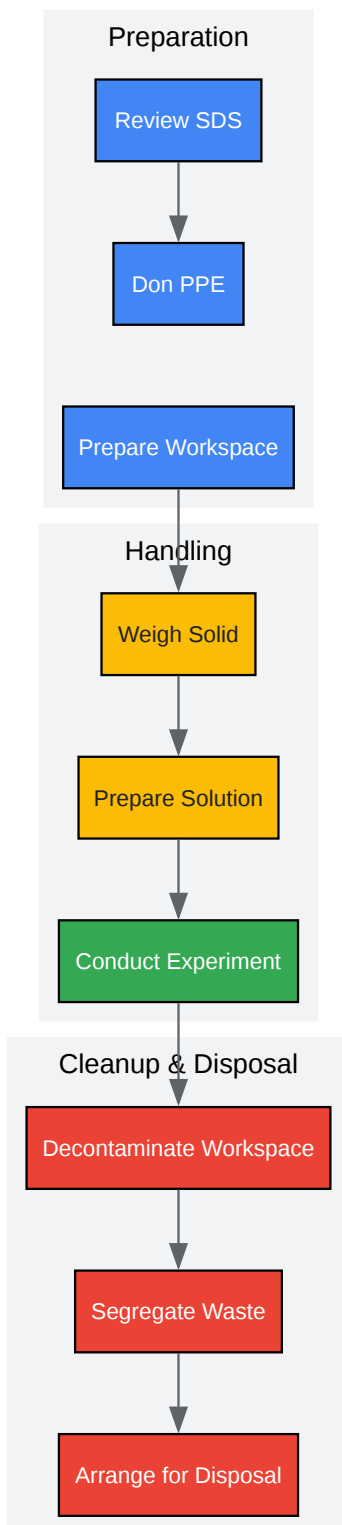 Preparation
Review SDS
Don PPE
Prepare Workspace
Handling
Weigh Solid
Prepare Solution
Conduct Experiment
Cleanup & Disposal
Decontaminate Workspace
Segregate Waste
Arrange for Disposal